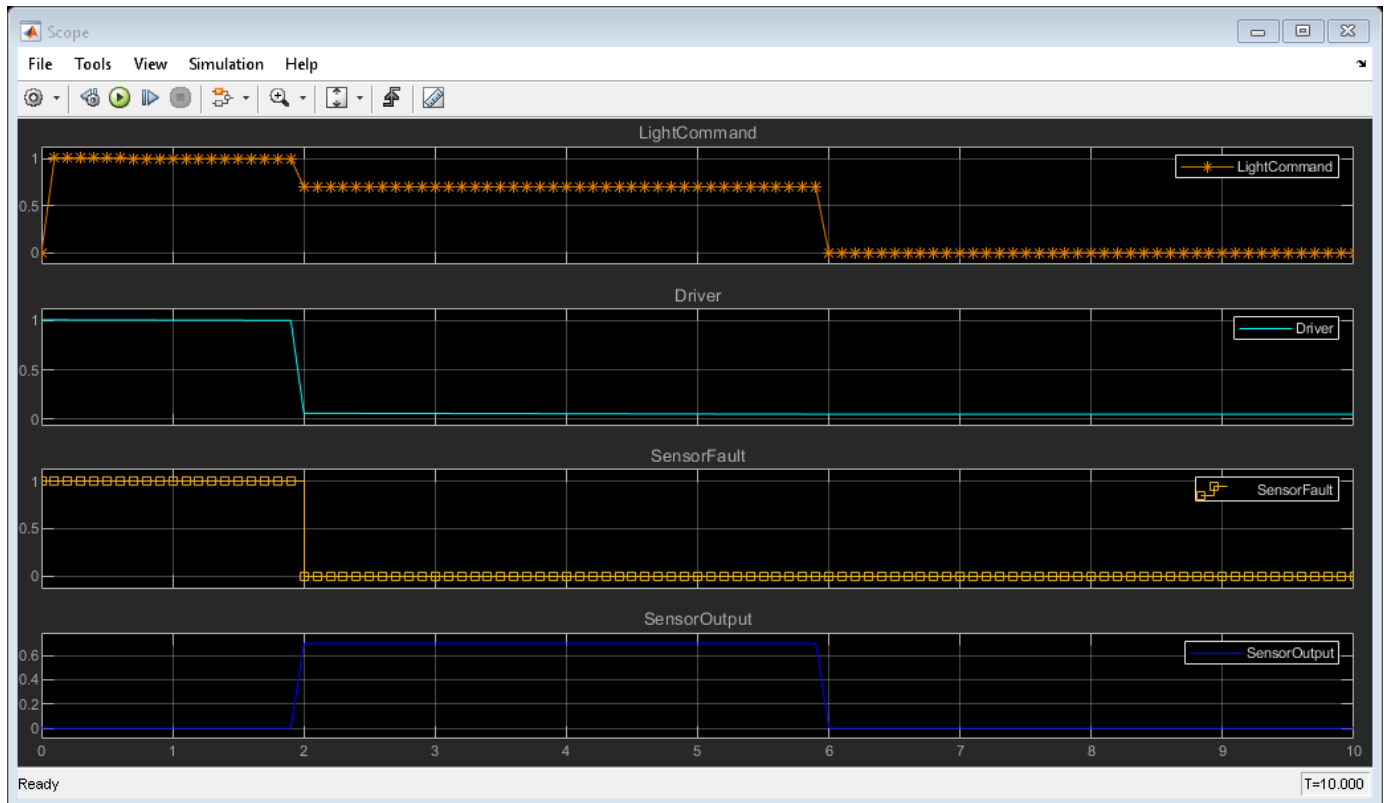 Scope
File Tools View Simulation Help
LightCommand
1
0.5
0
LightCommand
Driver
1
0.5
0
Driver
SensorFault
1
0.5
0
SensorFault
SensorOutput
0.6
0.4
0.2
0
SensorOutput
0 1 2 3 4 5 6 7 8 9 10
Ready T=10.000